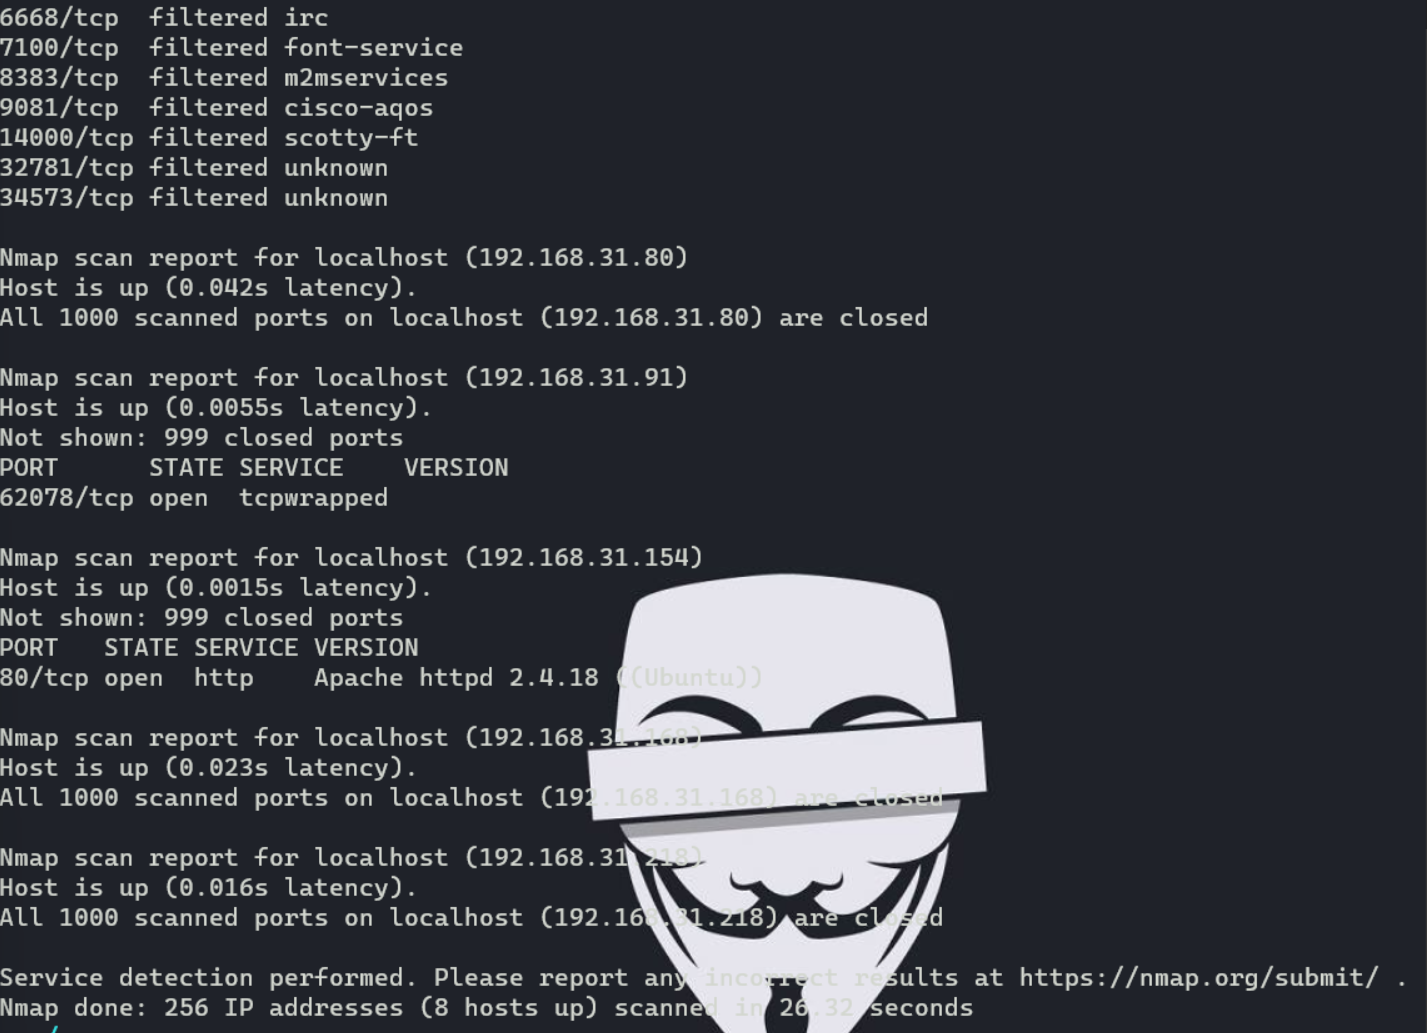 6668/tcp  filtered irc
7100/tcp  filtered font-service
8383/tcp  filtered m2mservices
9081/tcp  filtered cisco-aqos
14000/tcp filtered scotty-ft
32781/tcp filtered unknown
34573/tcp filtered unknown
Nmap scan report for localhost (192.168.31.80)
Host is up (0.042s latency).
All 1000 scanned ports on localhost (192.168.31.80) are closed
Nmap scan report for localhost (192.168.31.91)
Host is up (0.0055s latency).
Not shown: 999 closed ports
PORT      STATE SERVICE    VERSION
62078/tcp open  tcpwrapped
Nmap scan report for localhost (192.168.31.154)
Host is up (0.0015s latency).
Not shown: 999 closed ports
PORT   STATE SERVICE VERSION
80/tcp open  http    Apache httpd 2.4.18 ((Ubuntu))
Nmap scan report for localhost (192.168.31.168)
Host is up (0.023s latency).
All 1000 scanned ports on localhost (192.168.31.168) are closed
Nmap scan report for localhost (192.168.31.218)
Host is up (0.016s latency).
All 1000 scanned ports on localhost (192.168.31.218) are closed
Service detection performed. Please report any incorrect results at https://nmap.org/submit/ .
Nmap done: 256 IP addresses (8 hosts up) scanned in 26.32 seconds